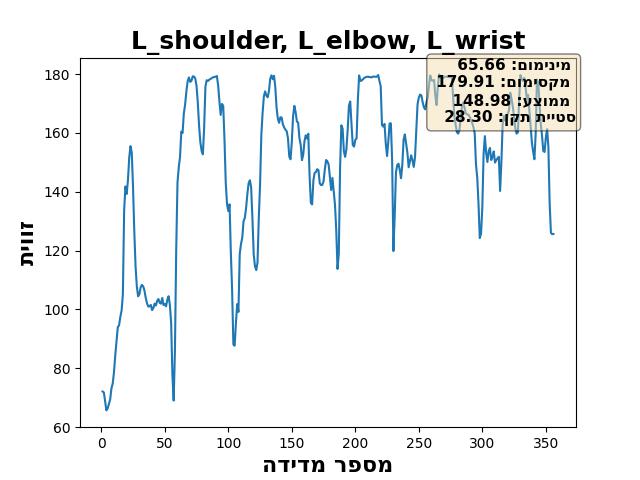 L_shoulder, L_elbow, L_wrist
מינימום: 65.66
מקסימום: 179.91
ממוצע: 148.98
סטיית תקן: 28.30
180
160
140
120
100
80
60
זווית
0 50 100 150 200 250 300 350
מספר מדידה